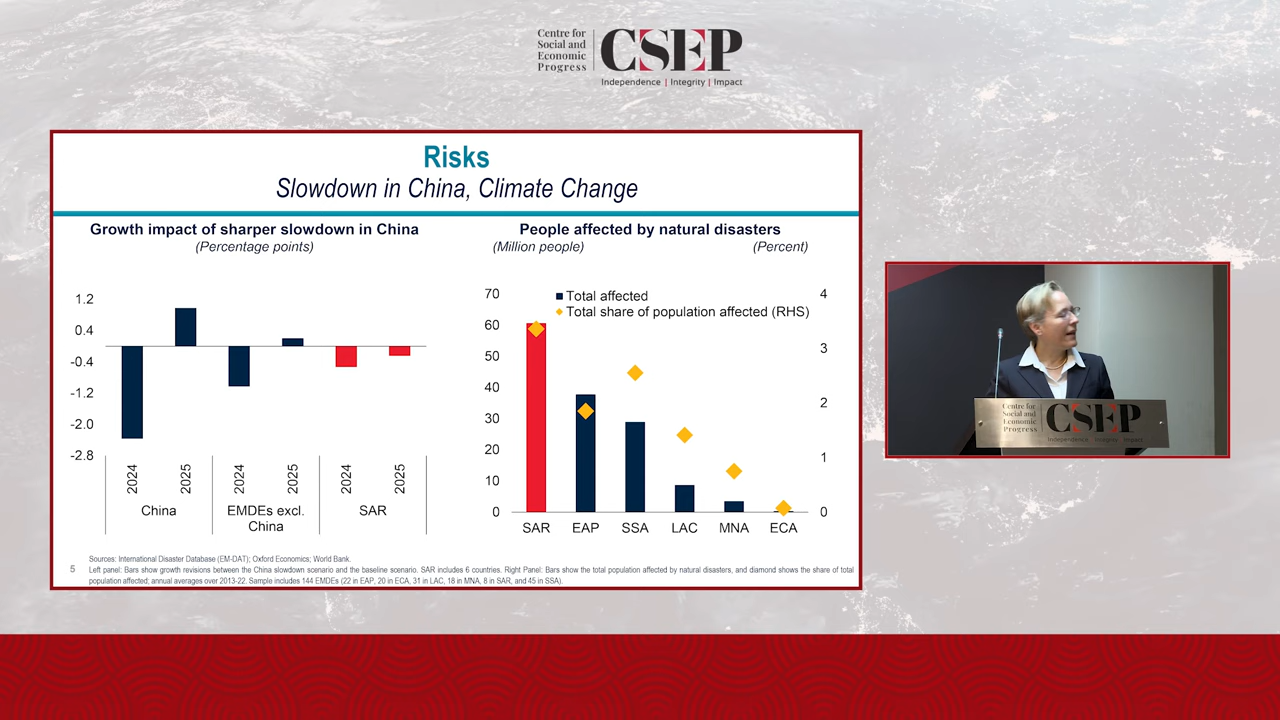 Centre for
Social and
Economic
Progress
CSEP
Independence | Integrity | Impact
Risks
Slowdown in China, Climate Change
Growth impact of sharper slowdown in China
(Percentage points)
1.2
0.4
-0.4
-1.2
-2.0
-2.8
2024
2025
2024
2025
2024
2025
China
EMDEs excl.
China
SAR
People affected by natural disasters
(Million people)
(Percent)
Total affected
Total share of population affected (RHS)
70
60
50
40
30
20
10
0
4
3
2
1
0
SAR
EAP
SSA
LAC
MNA
ECA
Sources: International Disaster Database (EM-DAT); Oxford Economics; World Bank.
5
Left panel: Bars show growth revisions between the China slowdown scenario and the baseline scenario. SAR includes 6 countries. Right Panel: Bars show the total population affected by natural disasters, and diamond shows the share of total
population affected; annual averages over 2013-22. Sample includes 144 EMDEs (22 in EAP, 20 in ECA, 31 in LAC, 18 in MNA, 8 in SAR, and 45 in SSA).
Centre for
Social and
Economic
Progress
CSEP
Independence | Integrity | Impact